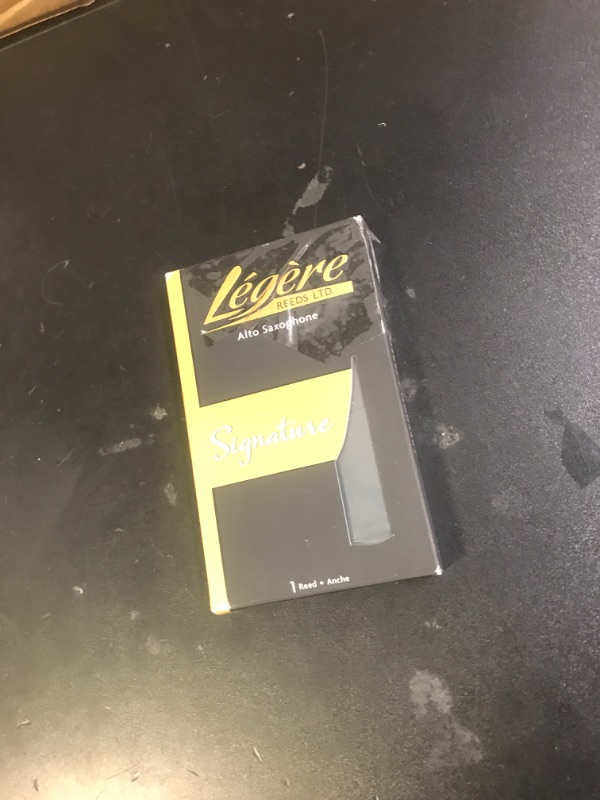 Légère
REEDS LTD.
Alto Saxophone
Signature
1 Reed • Anche